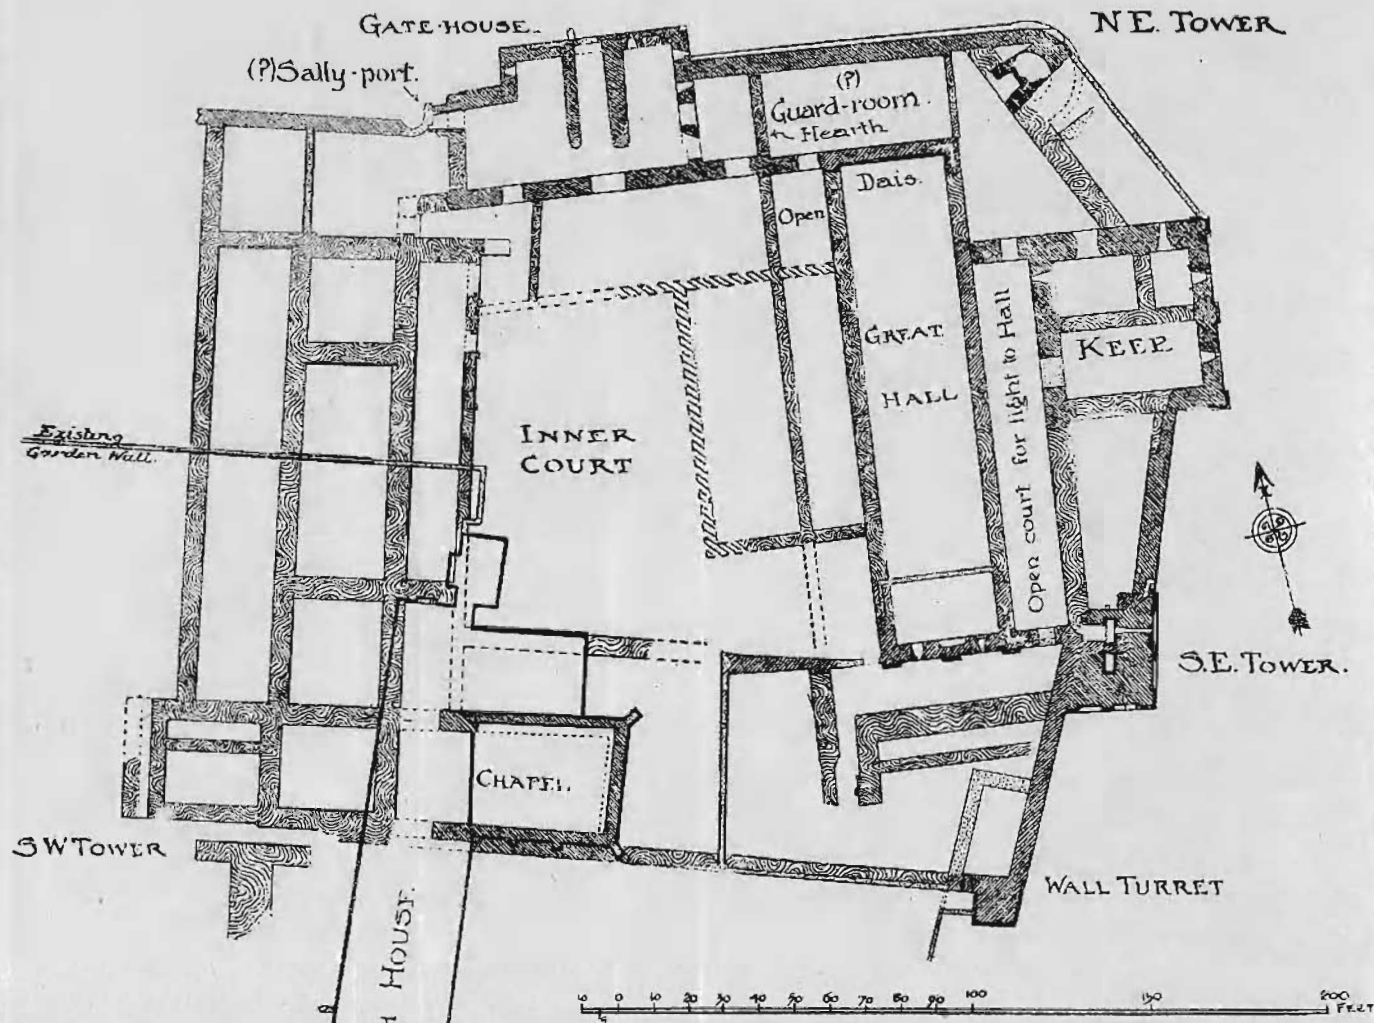 GATE-HOUSE.
N E. TOWER
(?) Sally-port.
(?)
Guard-room.
Hearth
Dais.
Open
GREAT
HALL
Open court for light to Hall
KEEP
Existing
Garden Wall.
INNER
COURT
S.E. TOWER.
CHAPEL.
S W TOWER
WALL TURRET
HOUSE.
0 10 20 30 40 50 60 70 80 90 100 150 200
FEET